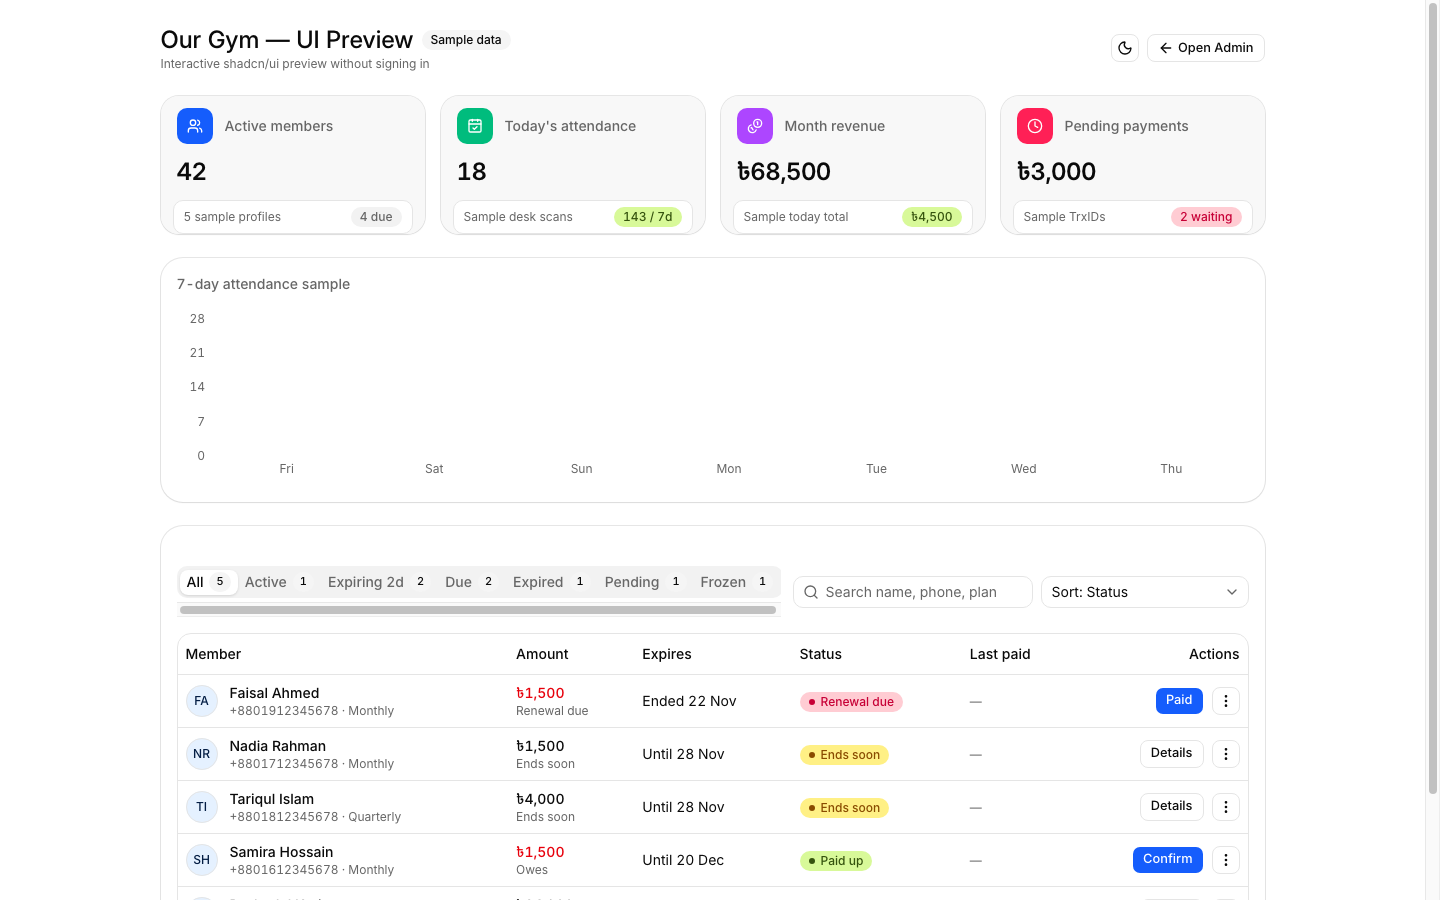 Our Gym — UI Preview Sample data
Interactive shadcn/ui preview without signing in
Open Admin
Active members
42
5 sample profiles 4 due
Today's attendance
18
Sample desk scans 143 / 7d
Month revenue
৳68,500
Sample today total ৳4,500
Pending payments
৳3,000
Sample TrxIDs 2 waiting
7-day attendance sample
28
21
14
7
0
Fri Sat Sun Mon Tue Wed Thu
All 5 Active 1 Expiring 2d 2 Due 2 Expired 1 Pending 1 Frozen 1
Search name, phone, plan
Sort: Status
Member Amount Expires Status Last paid Actions
FA Faisal Ahmed ৳1,500 Ended 22 Nov Renewal due — Paid
+8801912345678 · Monthly Renewal due
NR Nadia Rahman ৳1,500 Until 28 Nov Ends soon — Details
+8801712345678 · Monthly Ends soon
TI Tariqul Islam ৳4,000 Until 28 Nov Ends soon — Details
+8801812345678 · Quarterly Ends soon
SH Samira Hossain ৳1,500 Until 20 Dec Paid up — Confirm
+8801612345678 · Monthly Owes